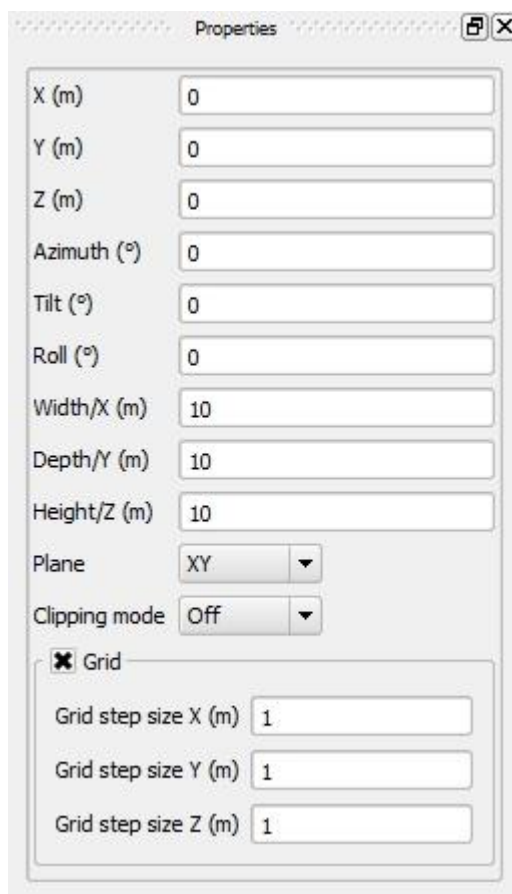 Properties
X (m) 0
Y (m) 0
Z (m) 0
Azimuth (°) 0
Tilt (°) 0
Roll (°) 0
Width/X (m) 10
Depth/Y (m) 10
Height/Z (m) 10
Plane XY
Clipping mode Off
Grid
Grid step size X (m) 1
Grid step size Y (m) 1
Grid step size Z (m) 1